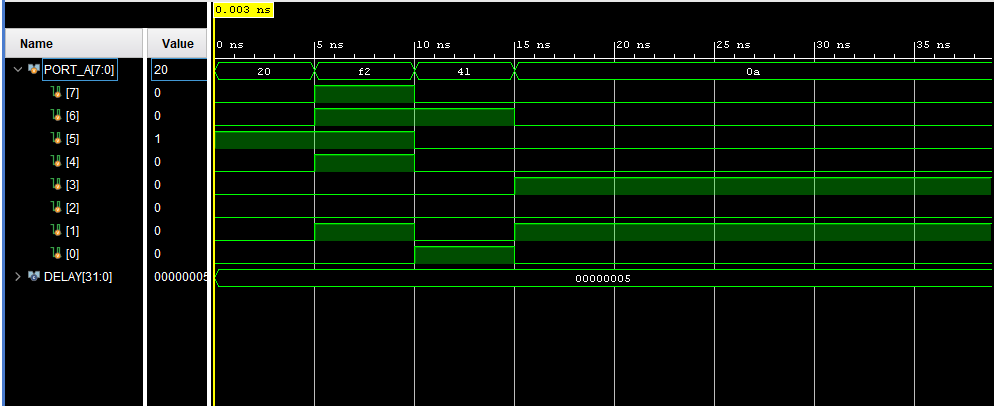 0.003 ns
Name Value
0 ns 5 ns 10 ns 15 ns 20 ns 25 ns 30 ns 35 ns
PORT_A[7:0] 20 20 f2 41 0a
[7] 0
[6] 0
[5] 1
[4] 0
[3] 0
[2] 0
[1] 0
[0] 0
DELAY[31:0] 00000005 00000005